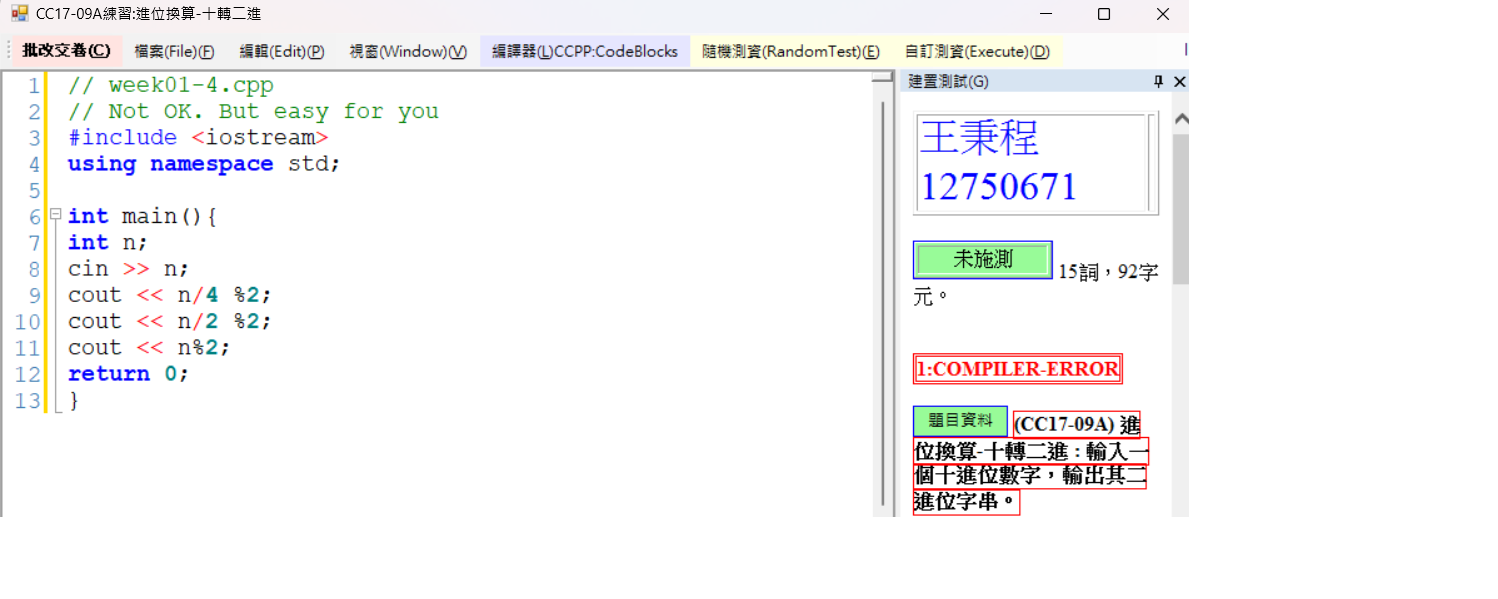 CC17-09A練習:進位換算-十轉二進
批改交卷(C) 檔案(File)(F) 編輯(Edit)(P) 視窗(Window)(V) 編譯器(L)CCPP:CodeBlocks 隨機測資(RandomTest)(E) 自訂測資(Execute)(D)
1 // week01-4.cpp
2 // Not OK. But easy for you
3 #include <iostream>
4 using namespace std;
5
6 int main(){
7 int n;
8 cin >> n;
9 cout << n/4 %2;
10 cout << n/2 %2;
11 cout << n%2;
12 return 0;
13 }
建置測試(G)
王秉程
12750671
未施測 15詞，92字
元。
1:COMPILER-ERROR
題目資料 (CC17-09A) 進
位換算-十轉二進：輸入一
個十進位數字，輸出其二
進位字串。